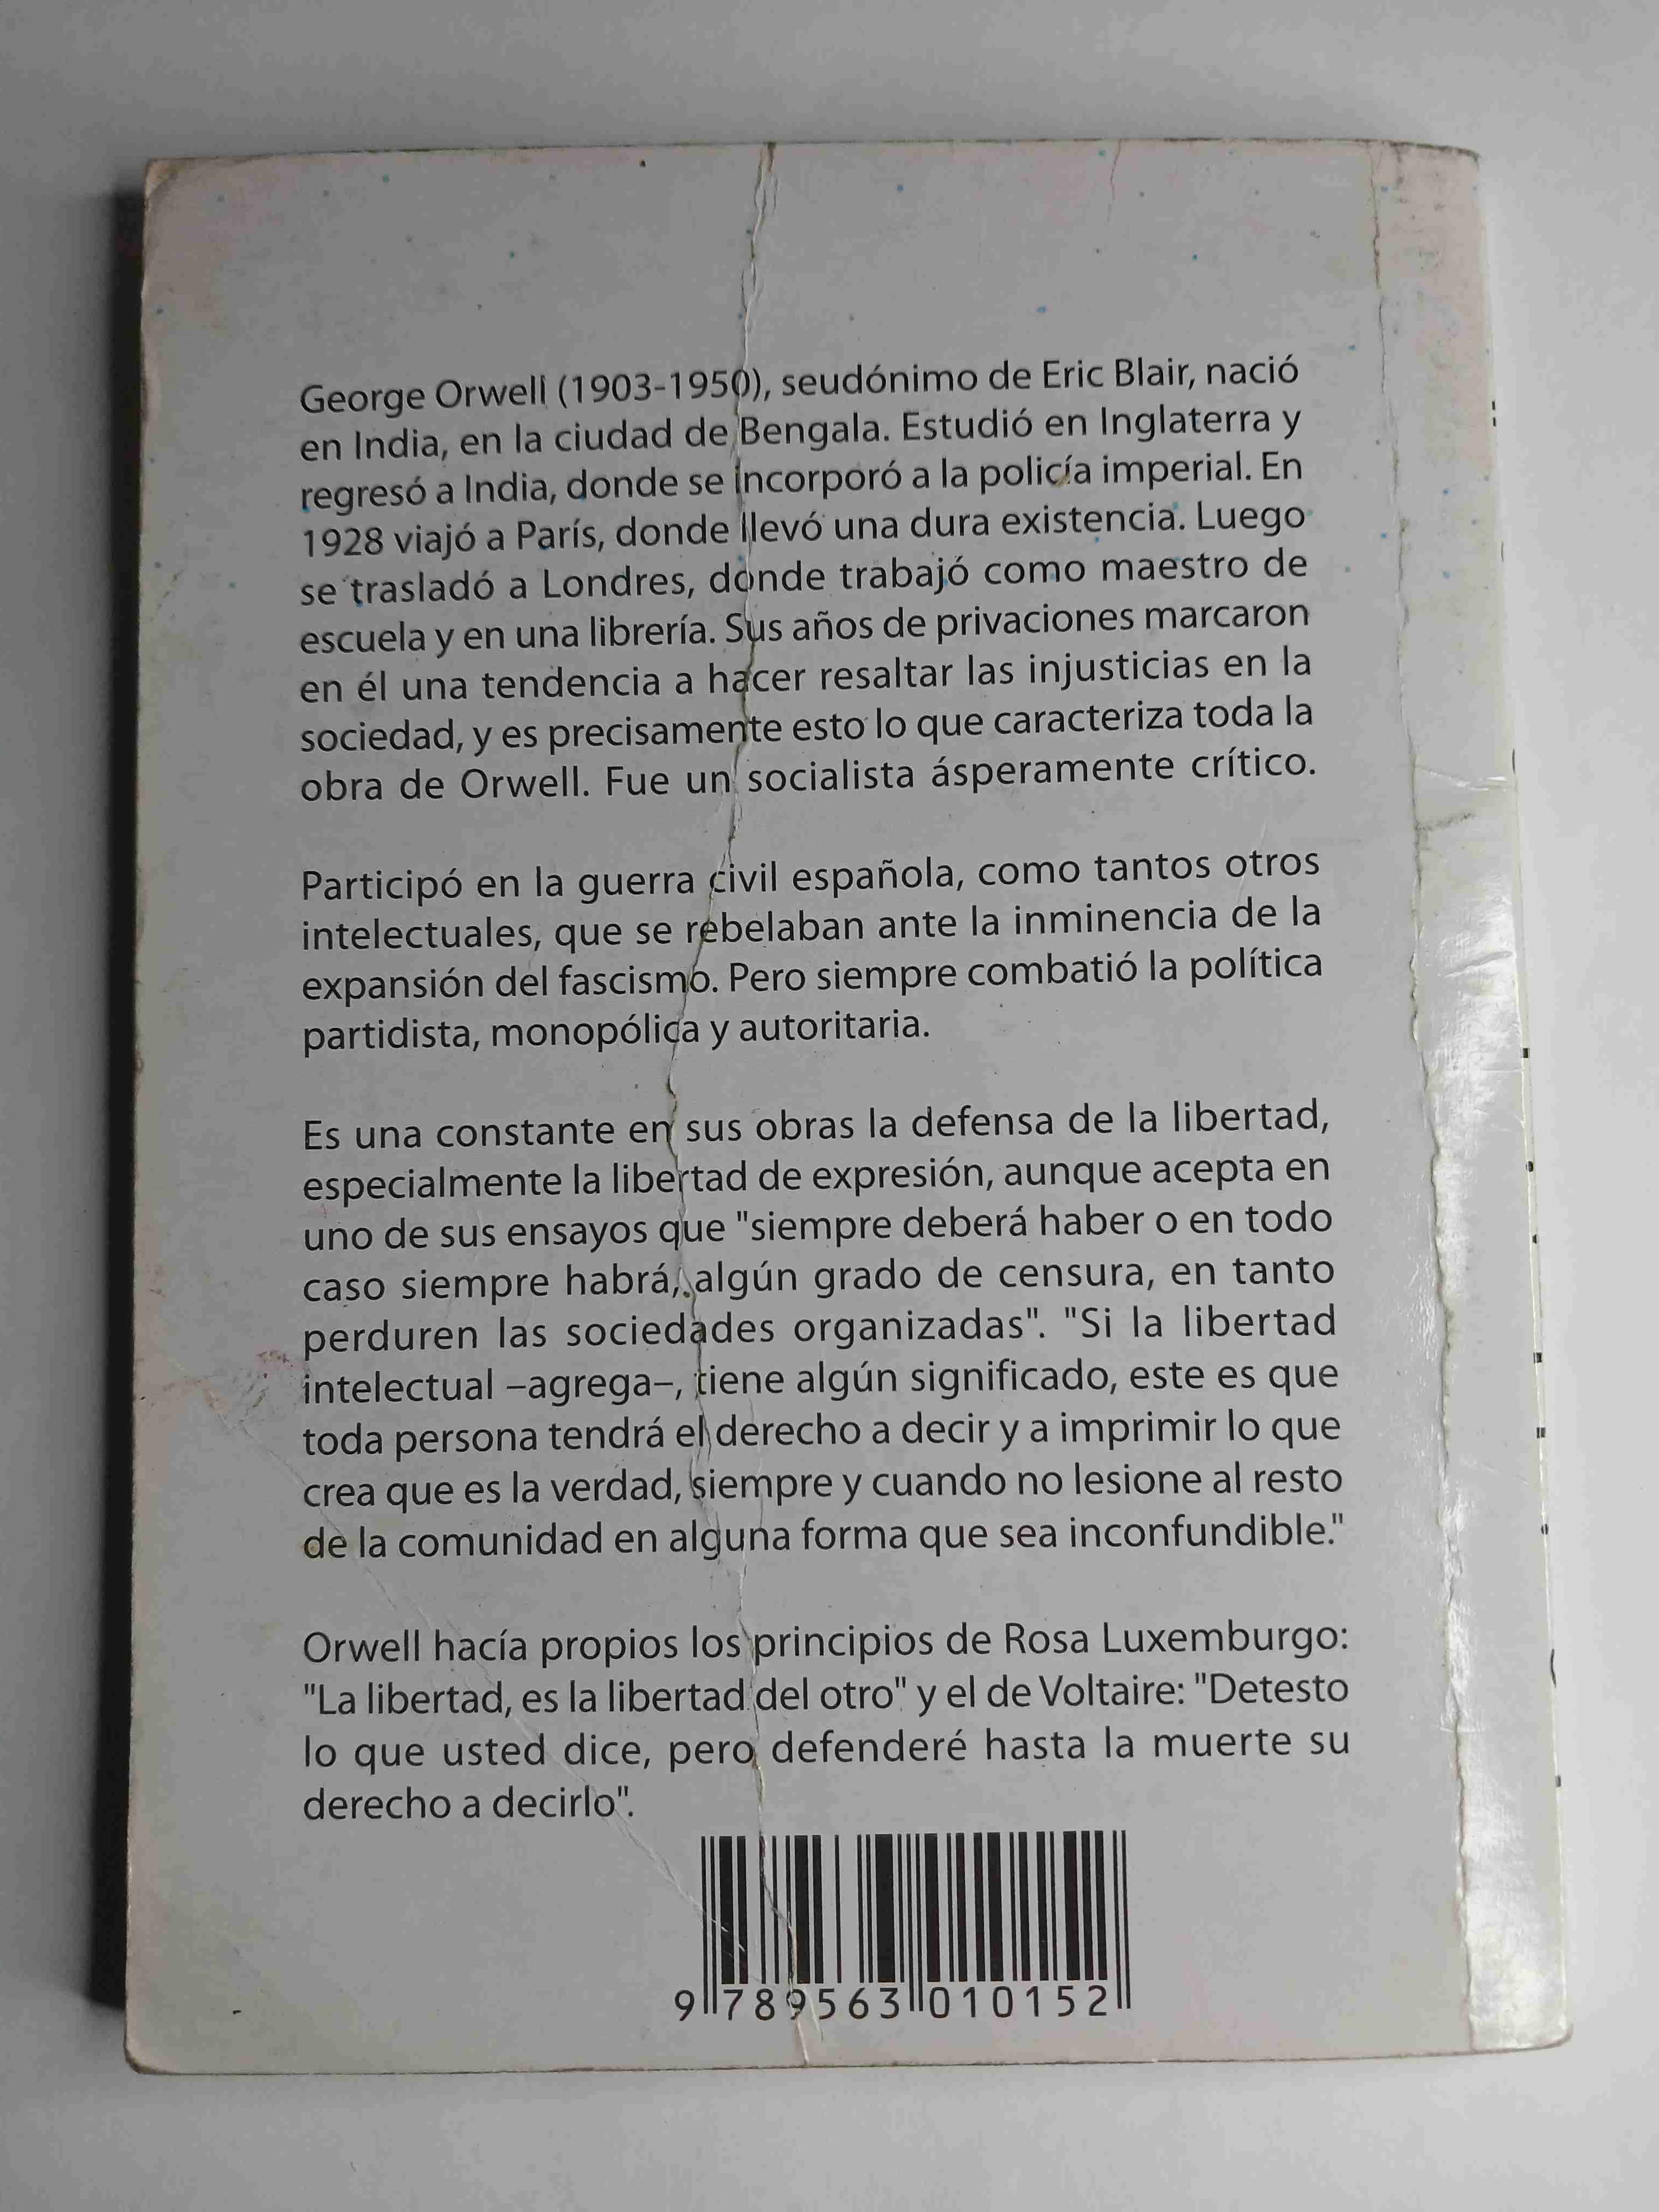 George Orwell (1903-1950), seudónimo de Eric Blair, nació
en India, en la ciudad de Bengala. Estudió en Inglaterra y
regresó a India, donde se incorporó a la policía imperial. En
1928 viajó a París, donde llevó una dura existencia. Luego
se trasladó a Londres, donde trabajó como maestro de
escuela y en una librería. Sus años de privaciones marcaron
en él una tendencia a hacer resaltar las injusticias en la
sociedad, y es precisamente esto lo que caracteriza toda la
obra de Orwell. Fue un socialista ásperamente crítico.
Participó en la guerra civil española, como tantos otros
intelectuales, que se rebelaban ante la inminencia de la
expansión del fascismo. Pero siempre combatió la política
partidista, monopólica y autoritaria.
Es una constante en sus obras la defensa de la libertad,
especialmente la libertad de expresión, aunque acepta en
uno de sus ensayos que "siempre deberá haber o en todo
caso siempre habrá, algún grado de censura, en tanto
perduren las sociedades organizadas". "Si la libertad
intelectual –agrega–, tiene algún significado, este es que
toda persona tendrá el derecho a decir y a imprimir lo que
crea que es la verdad, siempre y cuando no lesione al resto
de la comunidad en alguna forma que sea inconfundible."
Orwell hacía propios los principios de Rosa Luxemburgo:
"La libertad, es la libertad del otro" y el de Voltaire: "Detesto
lo que usted dice, pero defenderé hasta la muerte su
derecho a decirlo".
9 789563 010152